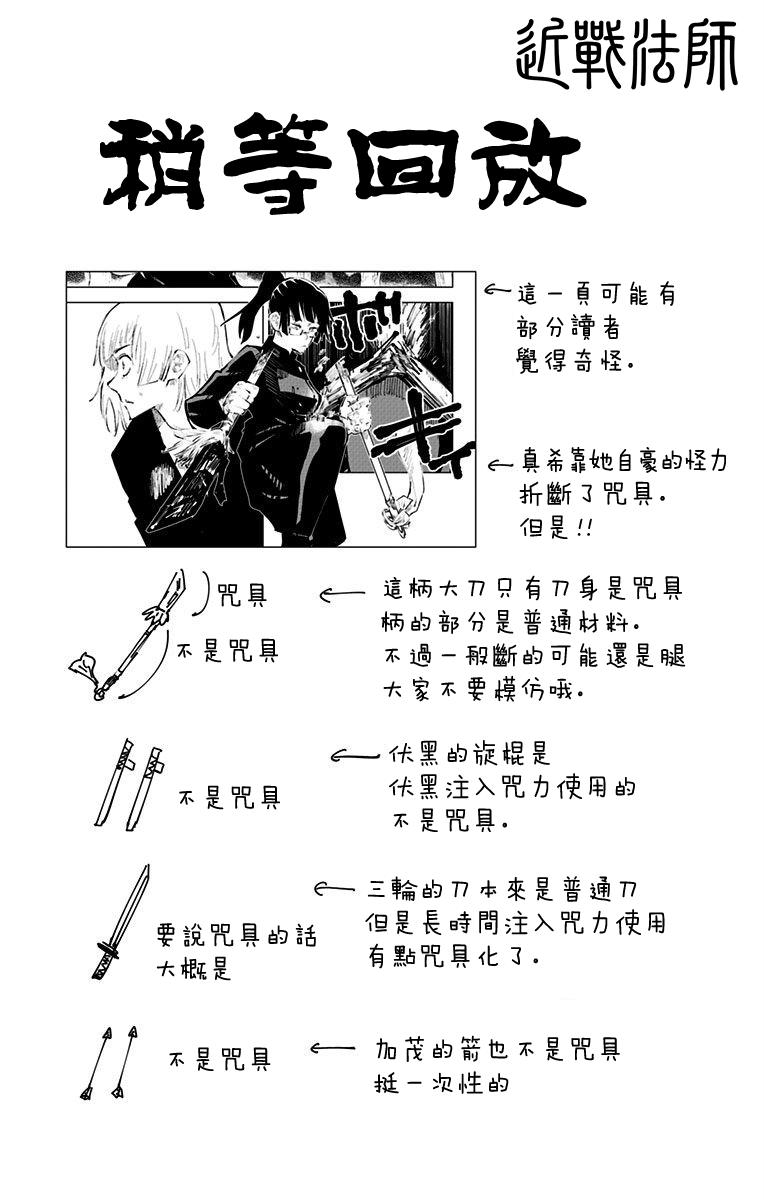 近戰法師
稍等回放
這一頁可能有
部分讀者
覺得奇怪.
真希靠她自豪的怪力
折斷了咒具.
但是!!
咒具
不是咒具
這柄大刀只有刀身是咒具
柄的部分是普通材料.
不過一般斷的可能還是腿
大家不要模仿哦.
不是咒具
伏黑的旋棍是
伏黑注入咒力使用的
不是咒具.
要說咒具的話
大概是
三輪的刀本來是普通刀
但是長時間注入咒力使用
有點咒具化了.
不是咒具
加茂的箭也不是咒具
挺一次性的